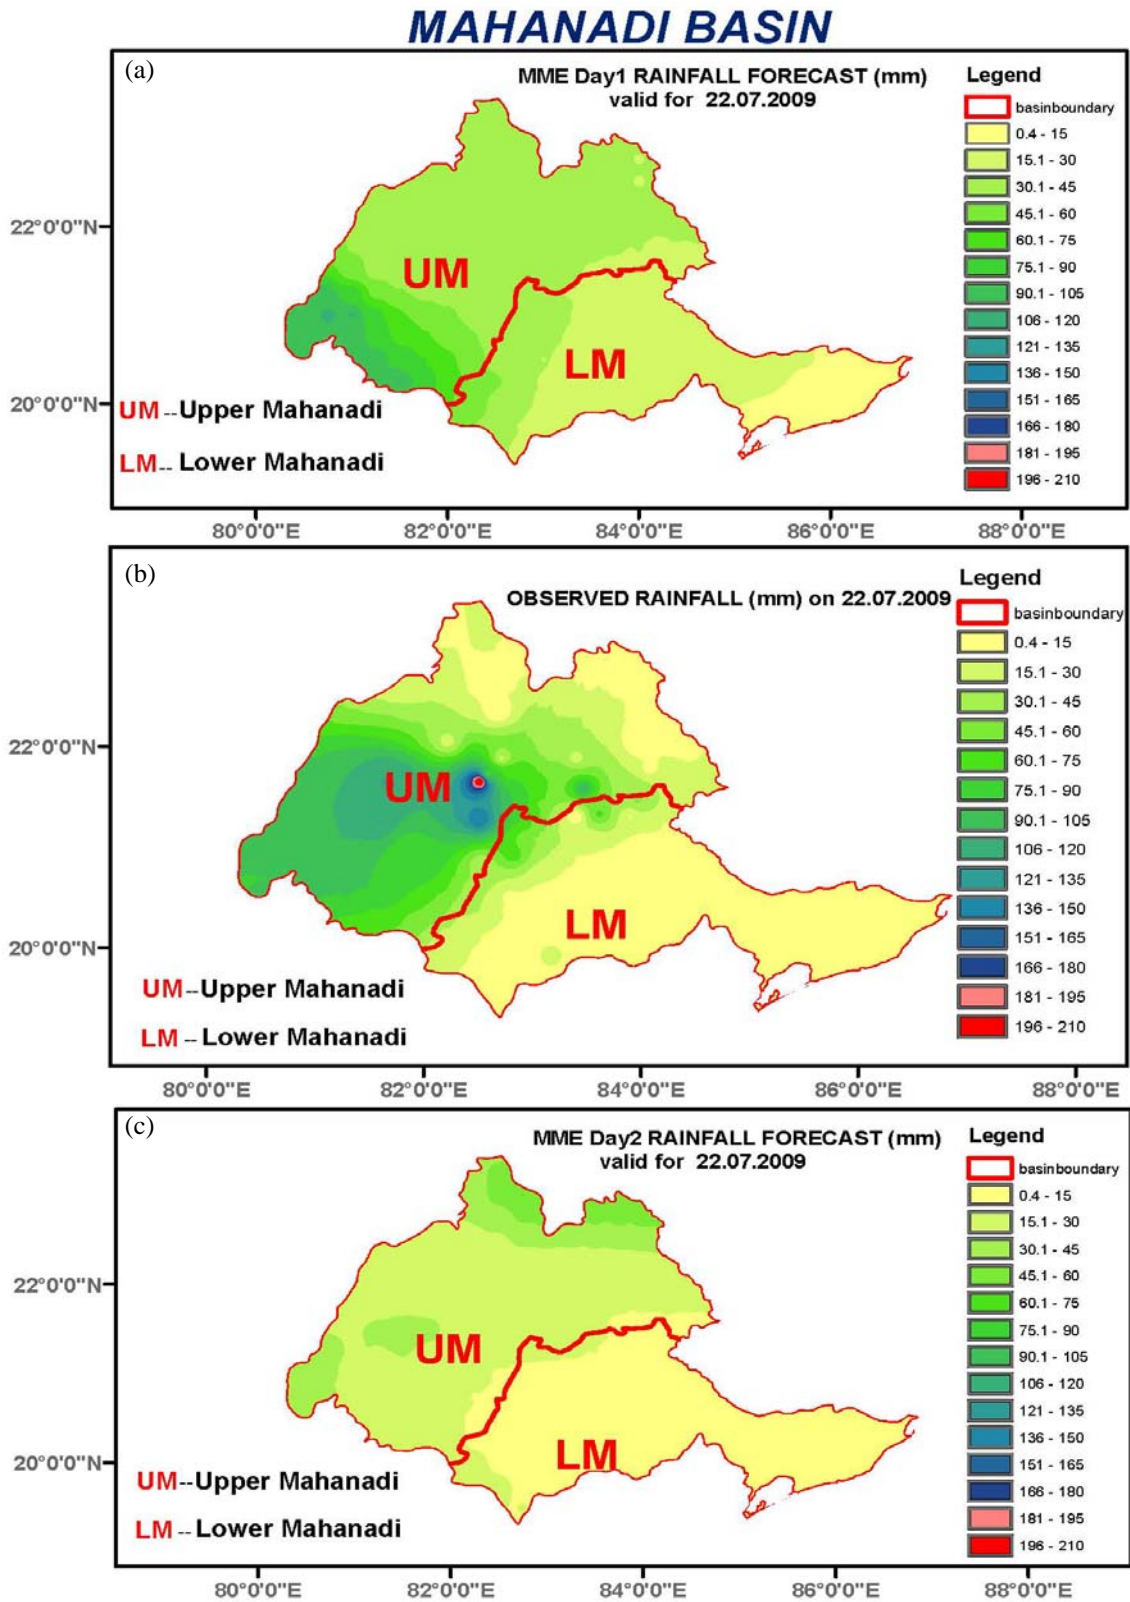 MAHANADI BASIN
(a)
MME Day1 RAINFALL FORECAST (mm)
valid for 22.07.2009
Legend
basinboundary
0.4 - 15
15.1 - 30
30.1 - 45
45.1 - 60
60.1 - 75
75.1 - 90
90.1 - 105
106 - 120
121 - 135
136 - 150
151 - 165
166 - 180
181 - 195
196 - 210
22°0'0"N
20°0'0"N
UM
LM
UM--Upper Mahanadi
LM-- Lower Mahanadi
80°0'0"E 82°0'0"E 84°0'0"E 86°0'0"E 88°0'0"E
(b)
OBSERVED RAINFALL (mm) on 22.07.2009
Legend
basinboundary
0.4 - 15
15.1 - 30
30.1 - 45
45.1 - 60
60.1 - 75
75.1 - 90
90.1 - 105
106 - 120
121 - 135
136 - 150
151 - 165
166 - 180
181 - 195
196 - 210
22°0'0"N
20°0'0"N
UM
LM
UM--Upper Mahanadi
LM -- Lower Mahanadi
80°0'0"E 82°0'0"E 84°0'0"E 86°0'0"E 88°0'0"E
(c)
MME Day2 RAINFALL FORECAST (mm)
valid for 22.07.2009
Legend
basinboundary
0.4 - 15
15.1 - 30
30.1 - 45
45.1 - 60
60.1 - 75
75.1 - 90
90.1 - 105
106 - 120
121 - 135
136 - 150
151 - 165
166 - 180
181 - 195
196 - 210
22°0'0"N
20°0'0"N
UM
LM
UM--Upper Mahanadi
LM -- Lower Mahanadi
80°0'0"E 82°0'0"E 84°0'0"E 86°0'0"E 88°0'0"E